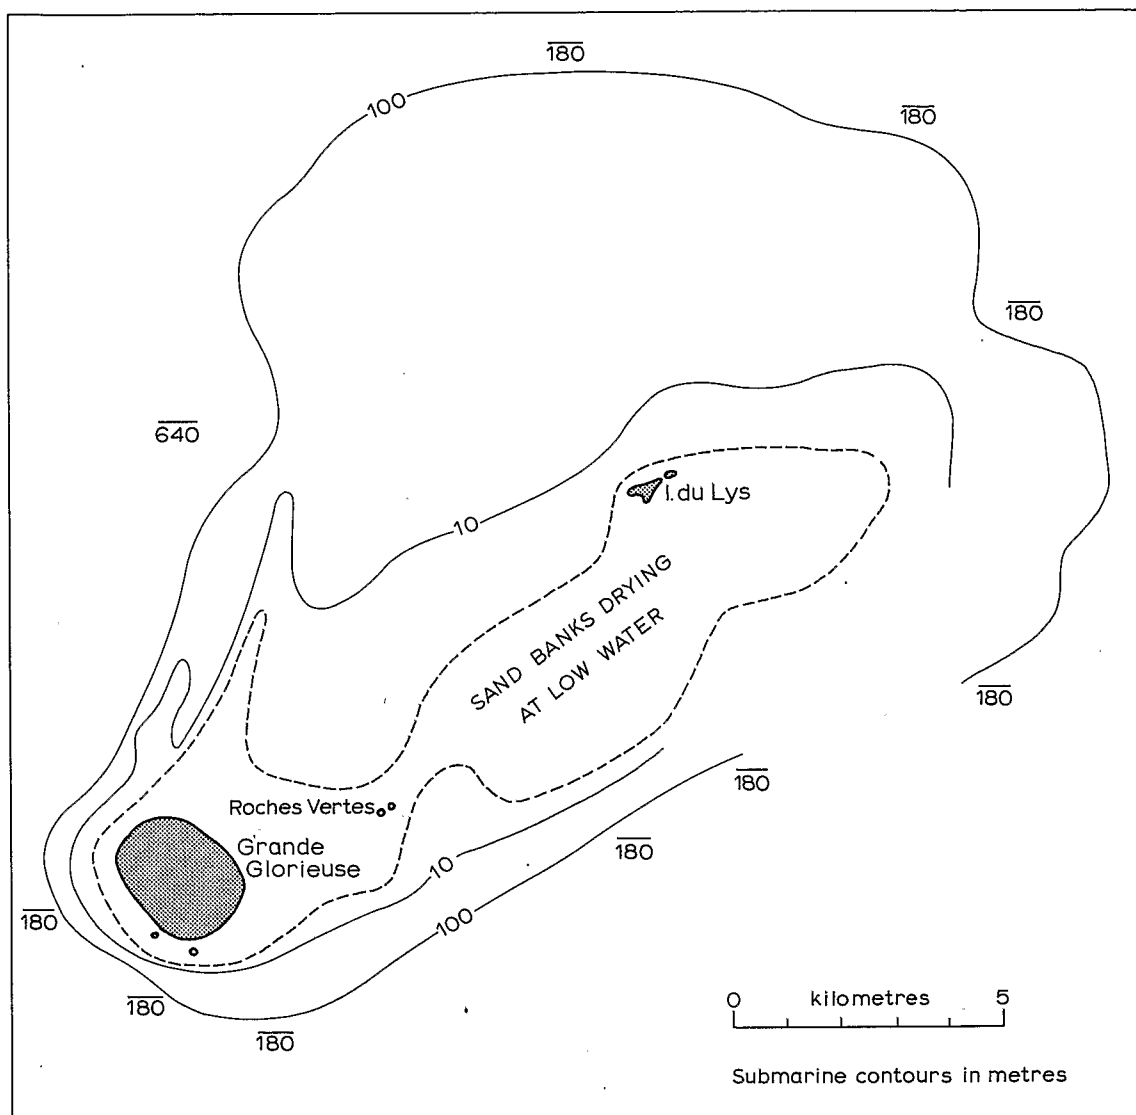 180
100
180
180
640
I. du Lys
10
SAND BANKS DRYING
AT LOW WATER
180
180
Roches Vertes
Grande
Glorieuse
10
180
180
100
180
180
0 kilometres 5
Submarine contours in metres